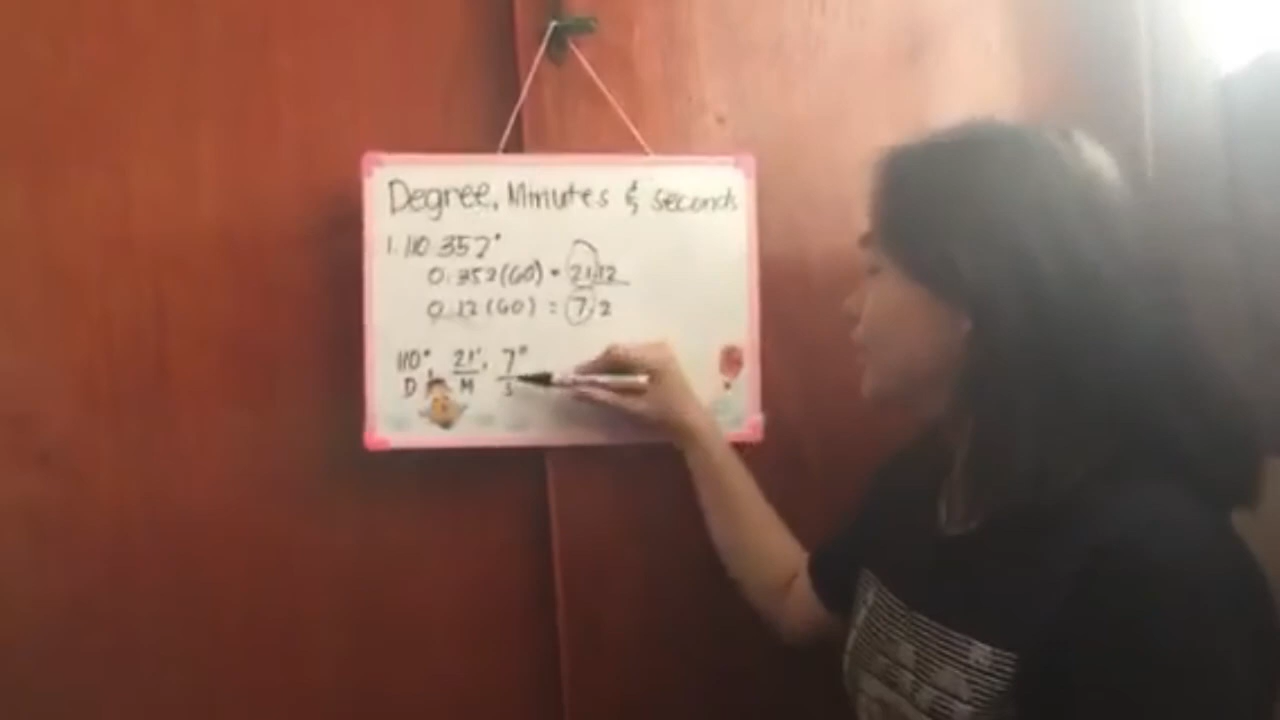 Degree, Minutes & seconds
1. 110.352°
0.352(60) = 21.12
0.12 (60) = 7.2
110°, 21', 7"
D M S